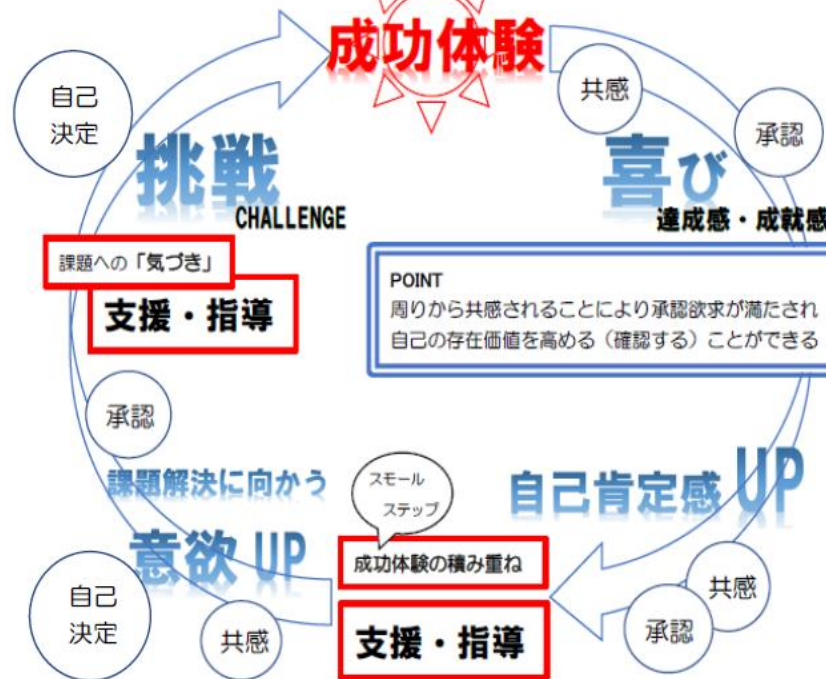 成功体験
共感
自己
決定
承認
挑戦
CHALLENGE
喜び
達成感・成就感
課題への「気づき」
支援・指導
POINT
周りから共感されることにより承認欲求が満たされ
自己の存在価値を高める（確認する）ことができる
承認
課題解決に向かう
意欲 UP
スモール
ステップ
自己肯定感 UP
成功体験の積み重ね
支援・指導
自己
決定
共感
共感
承認